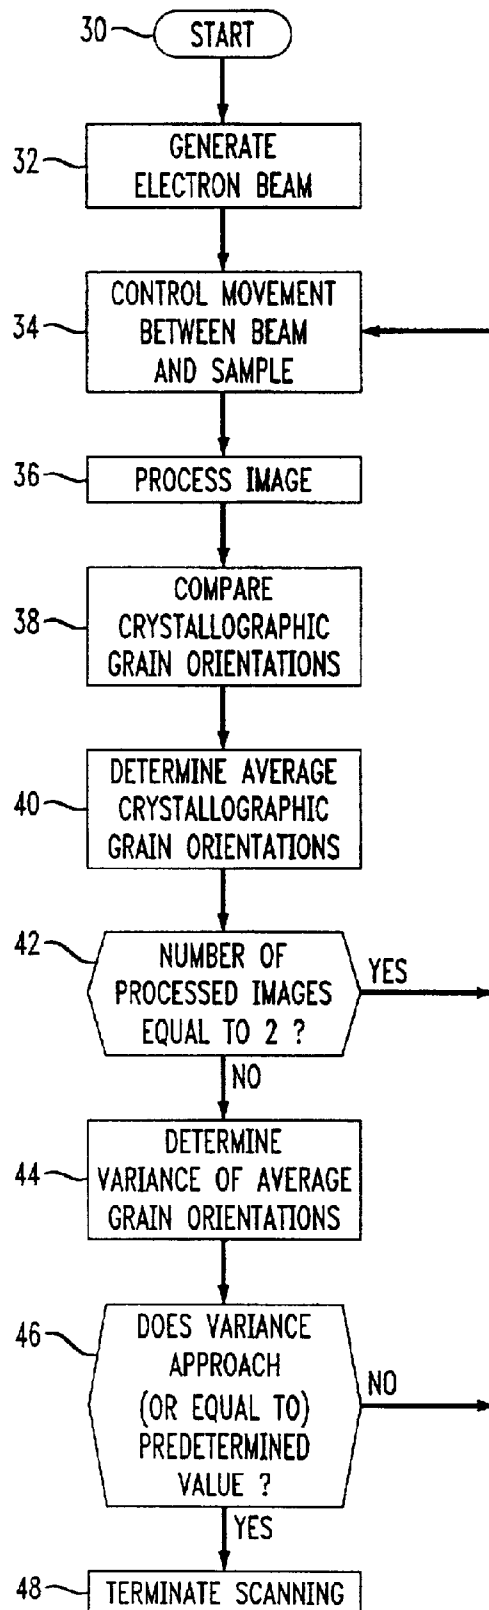 30
START
32
GENERATE
ELECTRON BEAM
34
CONTROL MOVEMENT
BETWEEN BEAM
AND SAMPLE
36
PROCESS IMAGE
38
COMPARE
CRYSTALLOGRAPHIC
GRAIN ORIENTATIONS
40
DETERMINE AVERAGE
CRYSTALLOGRAPHIC
GRAIN ORIENTATIONS
42
NUMBER OF
PROCESSED IMAGES
EQUAL TO 2 ?
YES
NO
44
DETERMINE
VARIANCE OF AVERAGE
GRAIN ORIENTATIONS
46
DOES VARIANCE
APPROACH
(OR EQUAL TO)
PREDETERMINED
VALUE ?
NO
YES
48
TERMINATE SCANNING